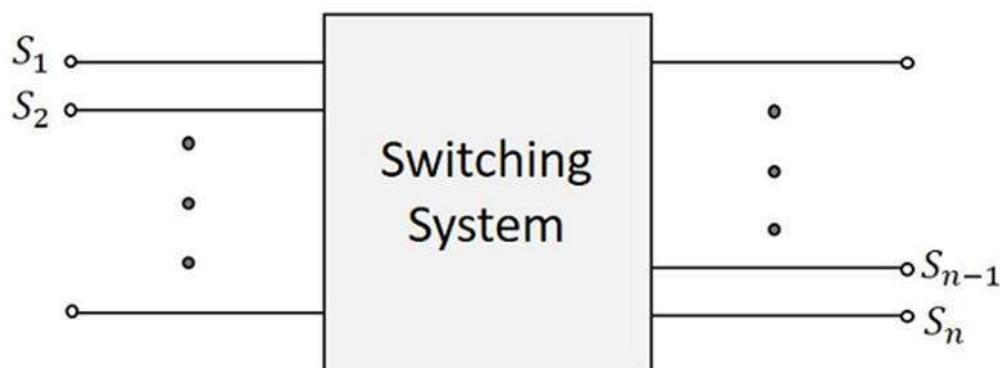 S₁
S₂
Switching
System
Sₙ₋₁
Sₙ